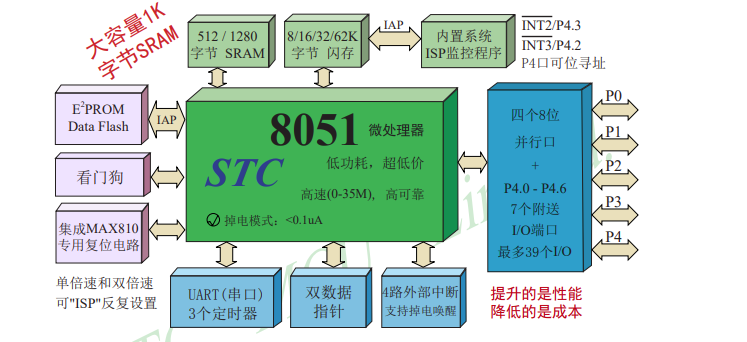 大容量1K
字节SRAM
512 / 1280
字节 SRAM
8/16/32/62K
字节 闪存
IAP
内置系统
ISP监控程序
INT2/P4.3
INT3/P4.2
P4口可位寻址
E²PROM
Data Flash
IAP
看门狗
集成MAX810
专用复位电路
单倍速和双倍速
可"ISP"反复设置
8051 微处理器
STC
低功耗，超低价
高速(0-35M)，高可靠
掉电模式：<0.1uA
四个8位
并行口
+
P4.0 - P4.6
7个附送
I/O端口
最多39个I/O
P0
P1
P2
P3
P4
UART(串口)
3个定时器
双数据
指针
4路外部中断
支持掉电唤醒
提升的是性能
降低的是成本